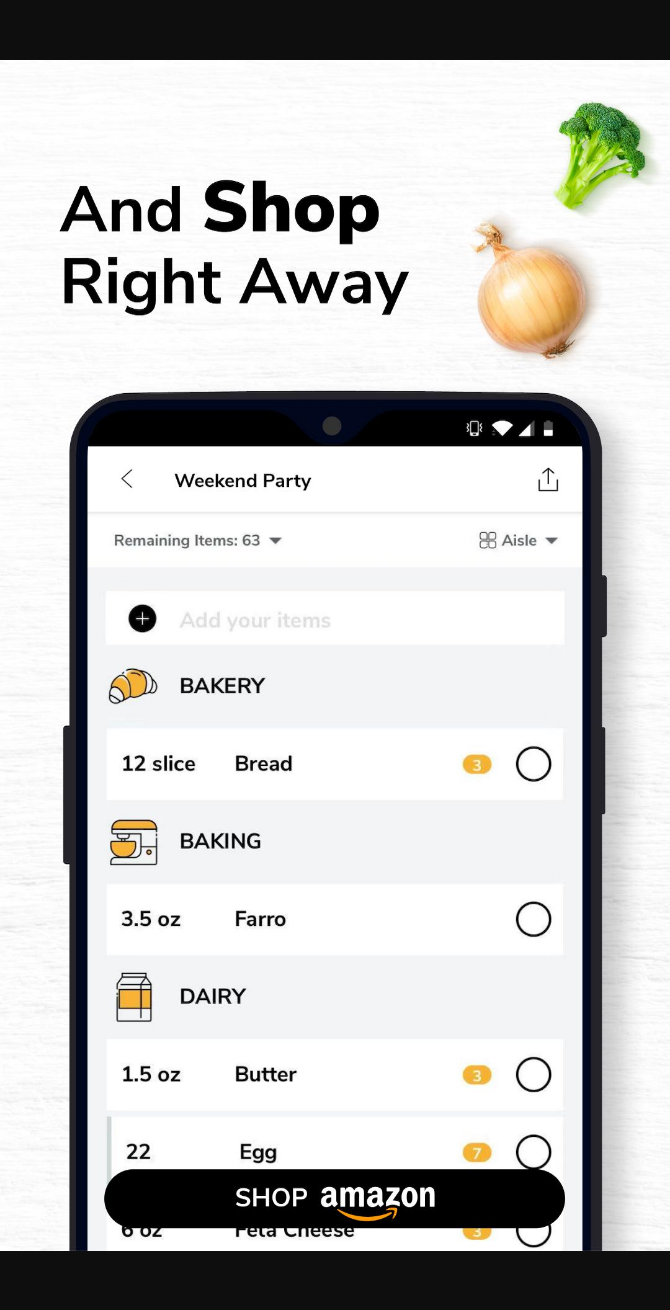 And Shop
Right Away
Weekend Party
Remaining Items: 63
Aisle
Add your items
BAKERY
12 slice Bread 3
BAKING
3.5 oz Farro
DAIRY
1.5 oz Butter 3
22 Egg 7
SHOP amazon
6 oz Feta Cheese 3